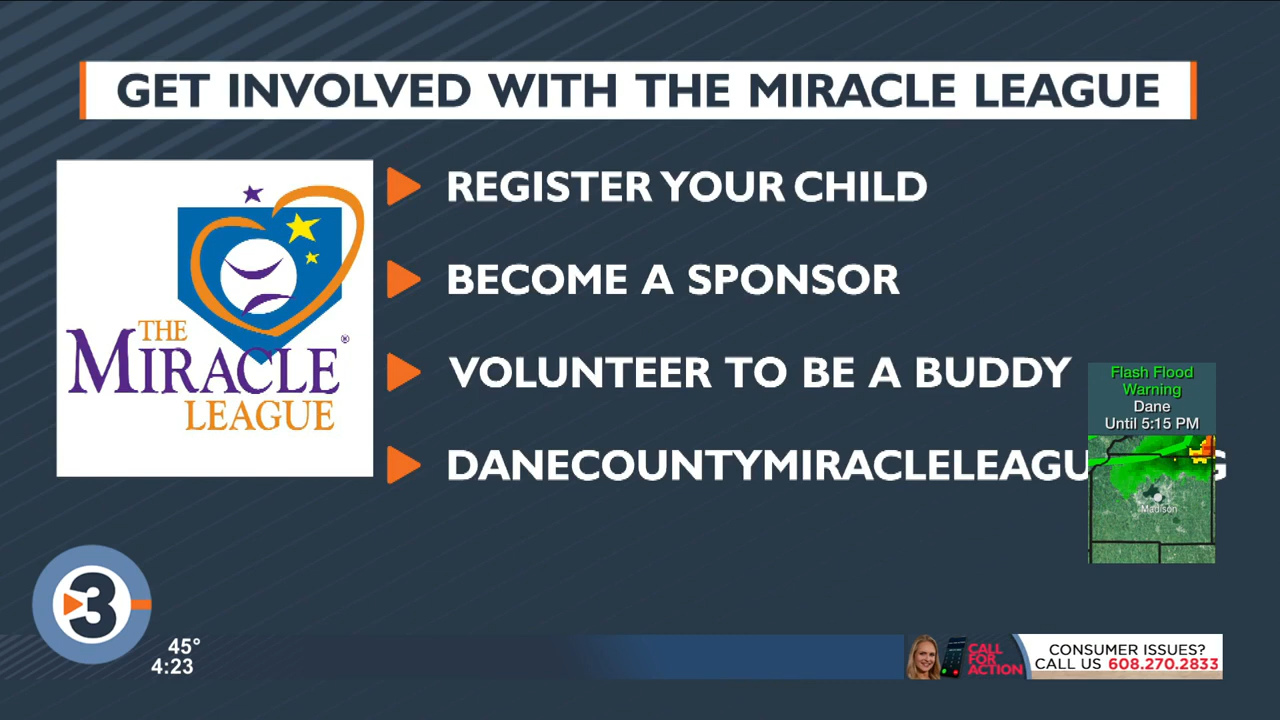 GET INVOLVED WITH THE MIRACLE LEAGUE
REGISTER YOUR CHILD
BECOME A SPONSOR
VOLUNTEER TO BE A BUDDY
DANECOUNTYMIRACLELEAGU
G
THE
MIRACLE®
LEAGUE
Flash Flood
Warning
Dane
Until 5:15 PM
Madison
3
45°
4:23
CALL
FOR
ACTION
CONSUMER ISSUES?
CALL US 608.270.2833